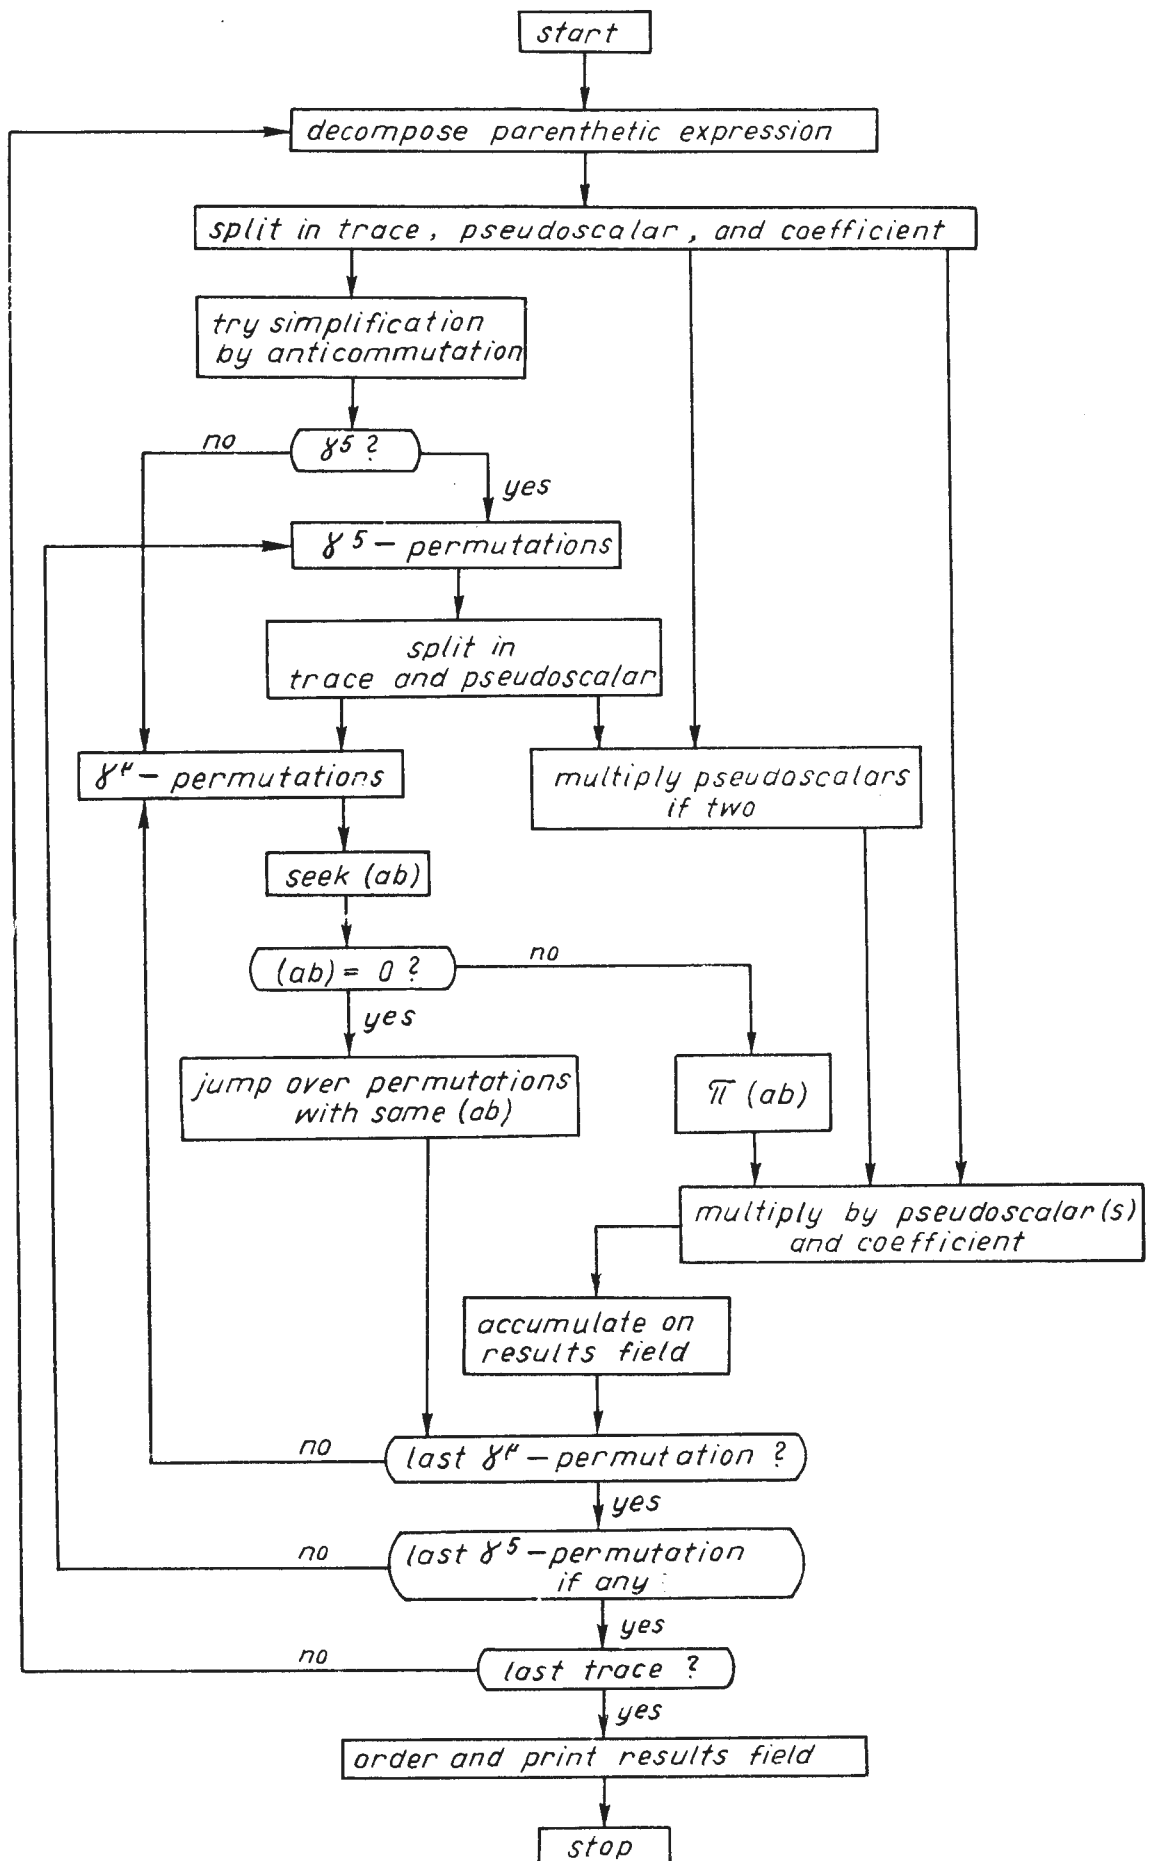 start
decompose parenthetic expression
split in trace, pseudoscalar, and coefficient
try simplification
by anticommutation
no
γ⁵ ?
yes
γ⁵ — permutations
split in
trace and pseudoscalar
γ^μ — permutations
multiply pseudoscalars
if two
seek (ab)
(ab) = 0 ?
no
yes
jump over permutations
with same (ab)
π (ab)
multiply by pseudoscalar(s)
and coefficient
accumulate on
results field
no
last γ^μ — permutation ?
yes
no
last γ⁵ — permutation
if any
yes
no
last trace ?
yes
order and print results field
stop